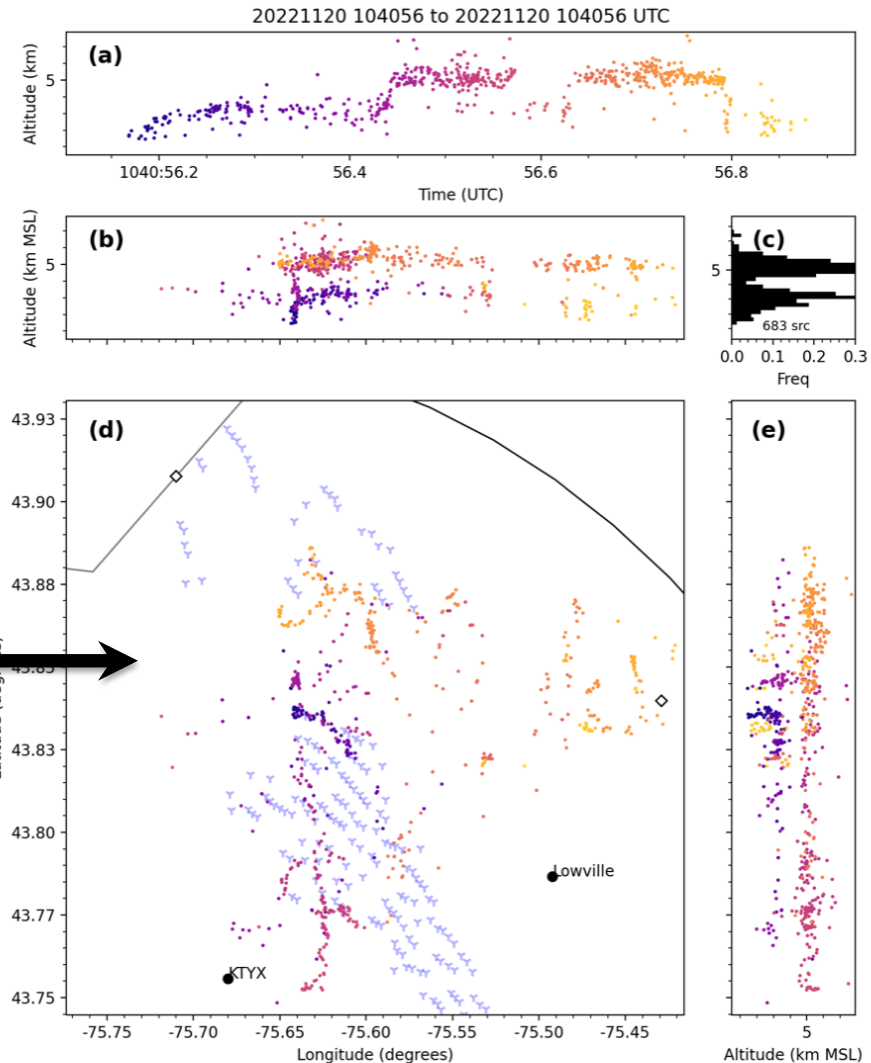 20221120 104056 to 20221120 104056 UTC
(a)
Altitude (km)
5
1040:56.2 56.4 56.6 56.8
Time (UTC)
(b)
Altitude (km MSL)
5
(c)
5
683 src
0.0 0.1 0.2 0.3
Freq
(d)
43.93
43.90
43.88
43.83
43.80
43.77
43.75
Lowville
KTYX
-75.75 -75.70 -75.65 -75.60 -75.55 -75.50 -75.45
Longitude (degrees)
(e)
5
Altitude (km MSL)